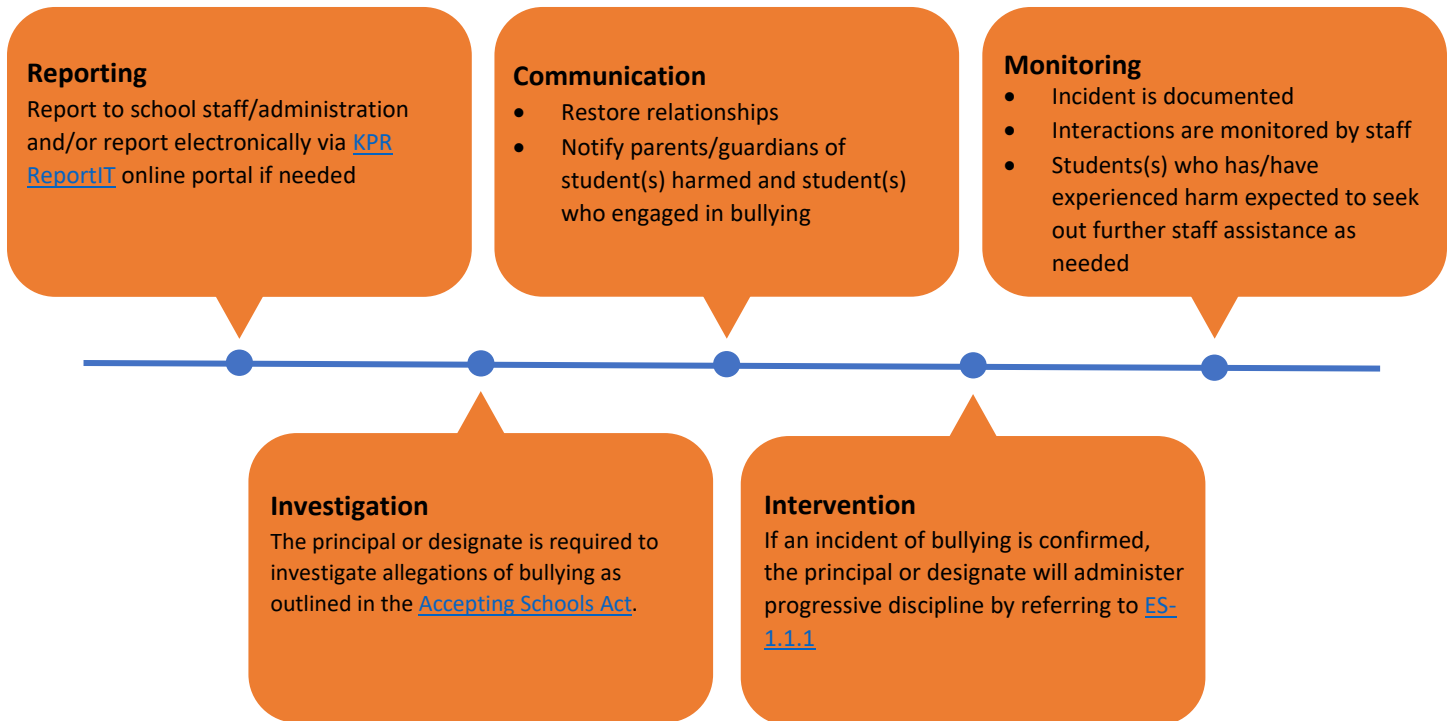 Reporting
Report to school staff/administration
and/or report electronically via KPR
ReportIT online portal if needed
Investigation
The principal or designate is required to
investigate allegations of bullying as
outlined in the Accepting Schools Act.
Communication
• Restore relationships
• Notify parents/guardians of
student(s) harmed and student(s)
who engaged in bullying
Intervention
If an incident of bullying is confirmed,
the principal or designate will administer
progressive discipline by referring to ES-
1.1.1
Monitoring
• Incident is documented
• Interactions are monitored by staff
• Students(s) who has/have
experienced harm expected to seek
out further staff assistance as
needed